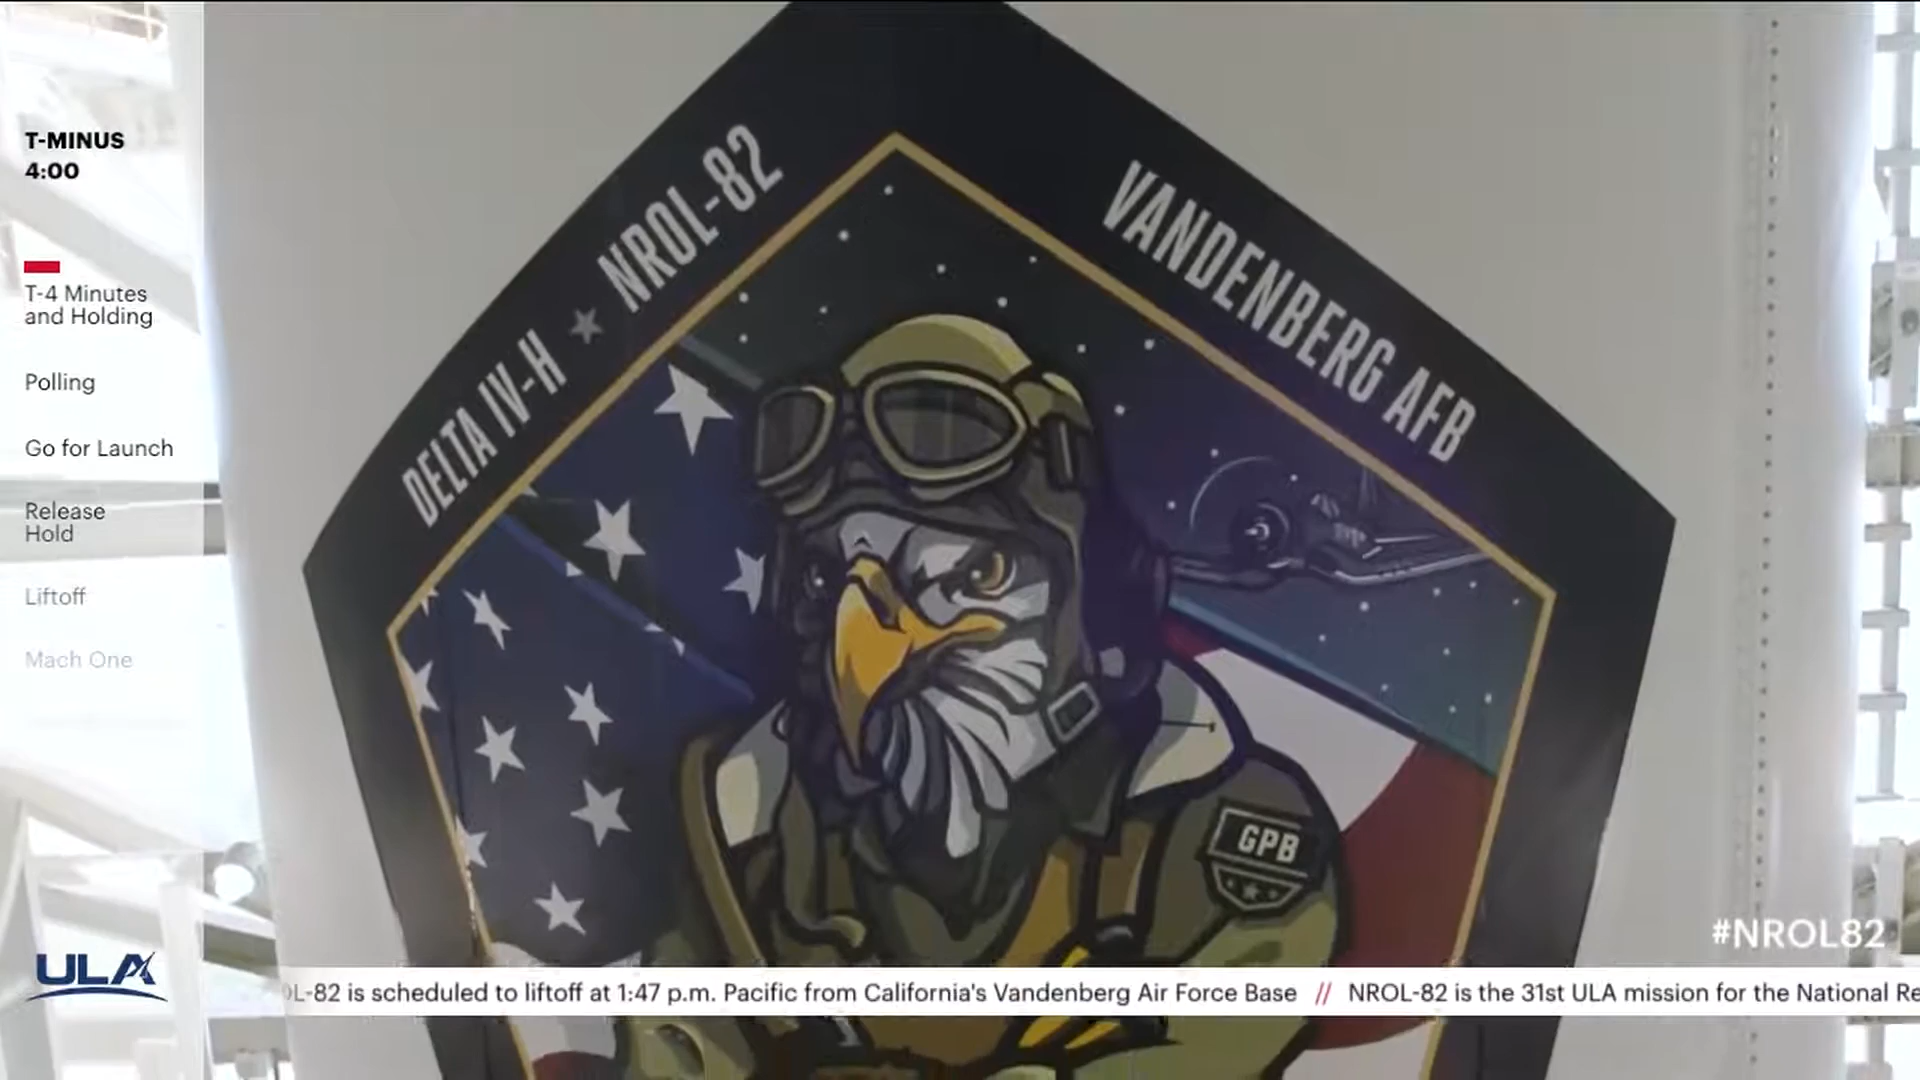 T-MINUS
4:00
T-4 Minutes
and Holding
Polling
Go for Launch
Release
Hold
Liftoff
Mach One
DELTA IV-H ★ NROL-82
VANDENBERG AFB
GPB
#NROL82
ULA
OL-82 is scheduled to liftoff at 1:47 p.m. Pacific from California's Vandenberg Air Force Base // NROL-82 is the 31st ULA mission for the National Re